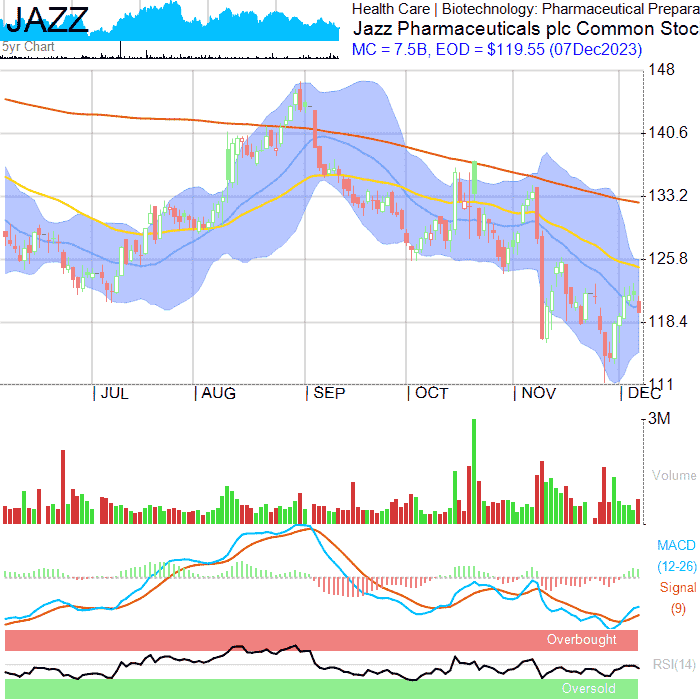 JAZZ
Health Care | Biotechnology: Pharmaceutical Prepara
Jazz Pharmaceuticals plc Common Stoc
5yr Chart
MC = 7.5B, EOD = $119.55 (07Dec2023)
148
140.6
133.2
125.8
118.4
111
JUL AUG SEP OCT NOV DEC
3M
Volume
MACD
(12-26)
Signal
(9)
Overbought
RSI(14)
Oversold